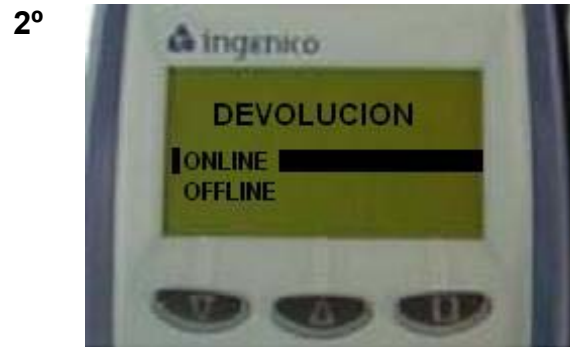 2º
ingenico
DEVOLUCION
ONLINE
OFFLINE